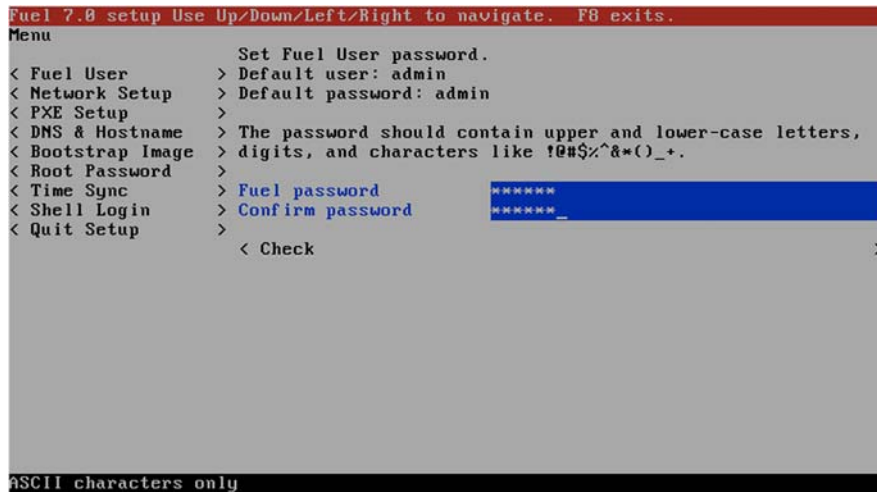 Fuel 7.0 setup Use Up/Down/Left/Right to navigate.  F8 exits.
Menu
Set Fuel User password.
< Fuel User       > Default user: admin
< Network Setup   > Default password: admin
< PXE Setup       >
< DNS & Hostname  > The password should contain upper and lower-case letters,
< Bootstrap Image > digits, and characters like !@#$%^&*()_+.
< Root Password   >
< Time Sync       > Fuel password        ******
< Shell Login     > Confirm password     ******_
< Quit Setup      >
< Check                                  >
ASCII characters only